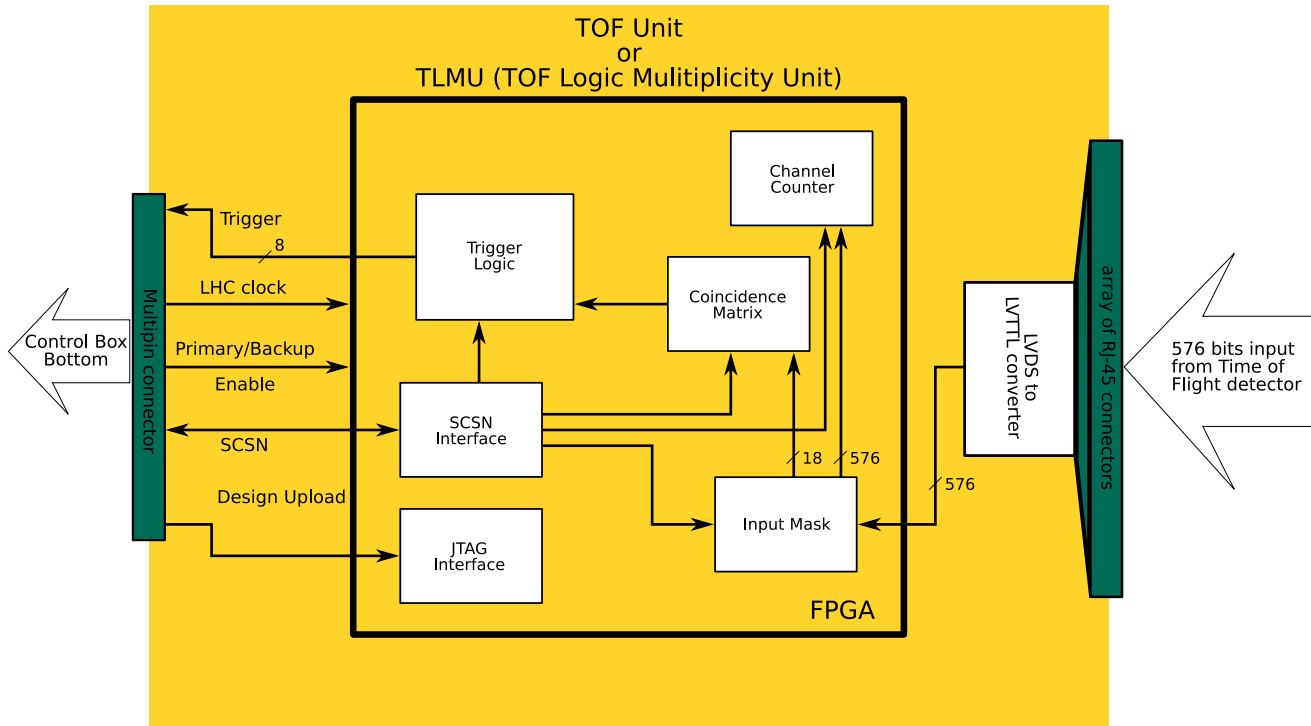 TOF Unit
or
TLMU (TOF Logic Mulitiplicity Unit)
Channel
Counter
Trigger
8
Trigger
Logic
LHC clock
Coincidence
Matrix
Multipin connector
Control Box
Bottom
Primary/Backup
Enable
SCSN
SCSN
Interface
LVDS to
LVTTL converter
array of RJ-45 connectors
576 bits input
from Time of
Flight detector
18
576
576
Design Upload
Input Mask
JTAG
Interface
FPGA